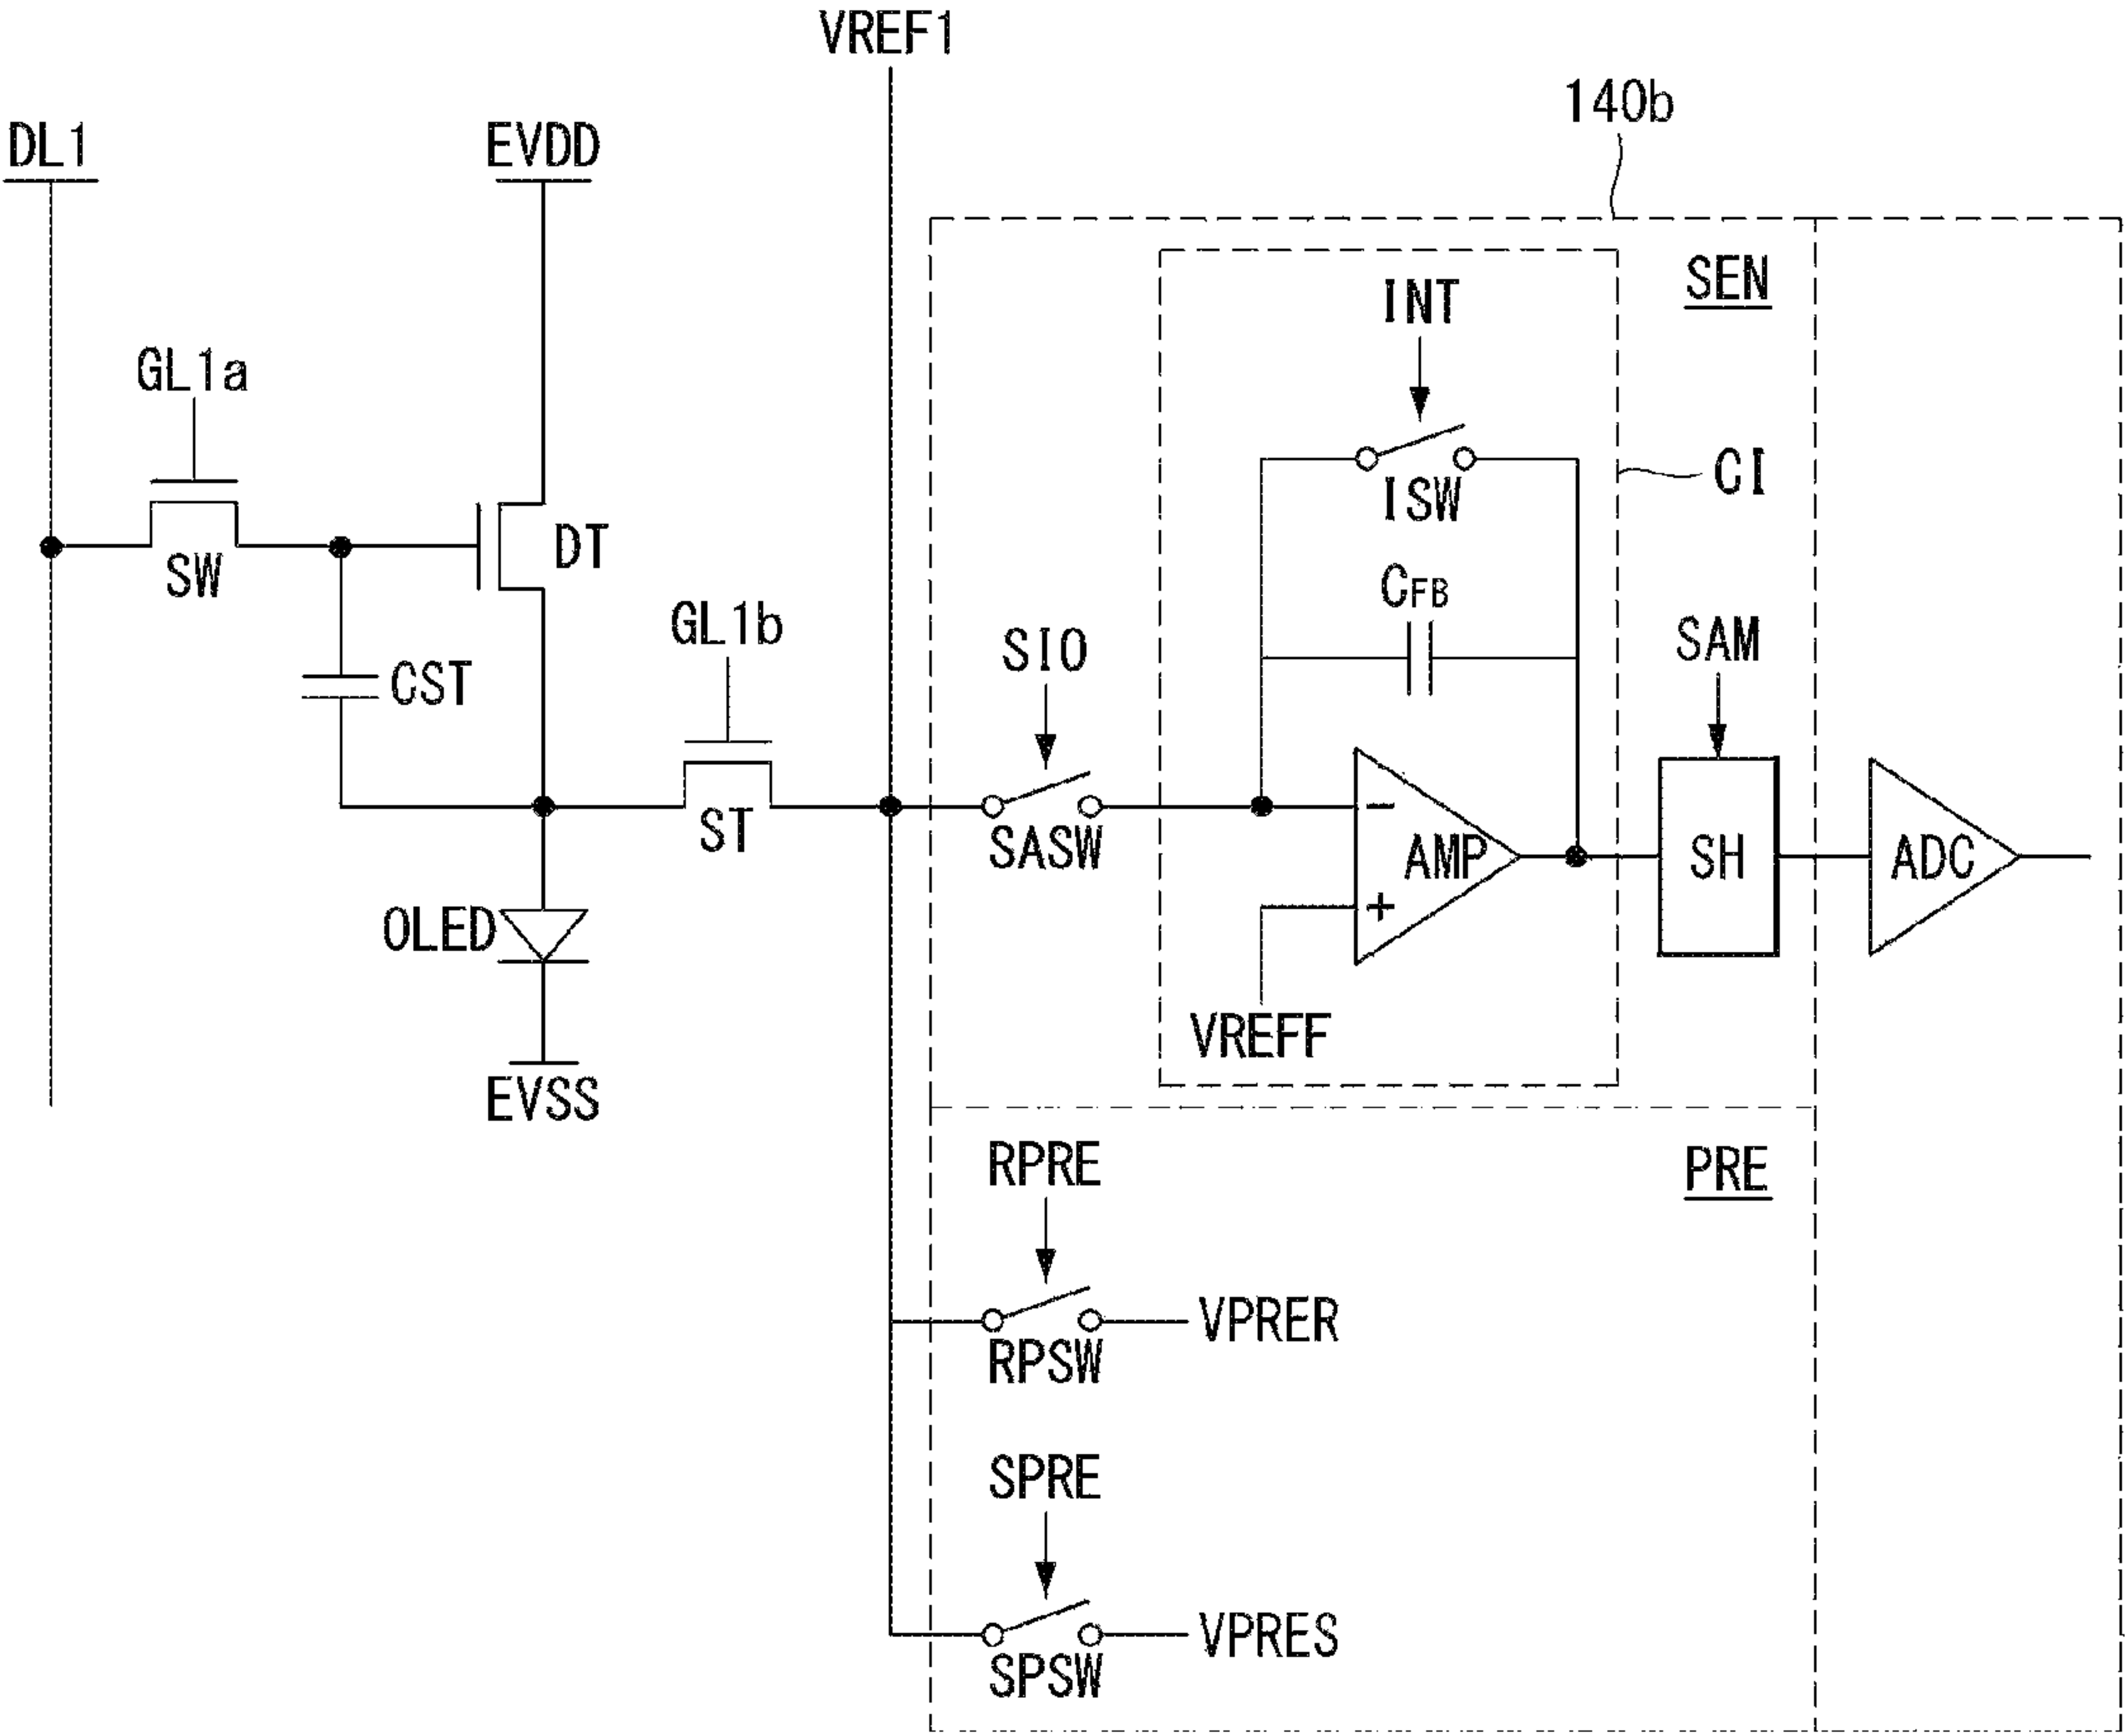 VREF1
140b
DL1
EVDD
SEN
INT
GL1a
CI
ISW
DT
SW
CFB
GL1b
SIO
SAM
CST
ST
SASW
AMP
SH
ADC
OLED
VREFF
EVSS
RPRE
PRE
VPRER
RPSW
SPRE
VPRES
SPSW